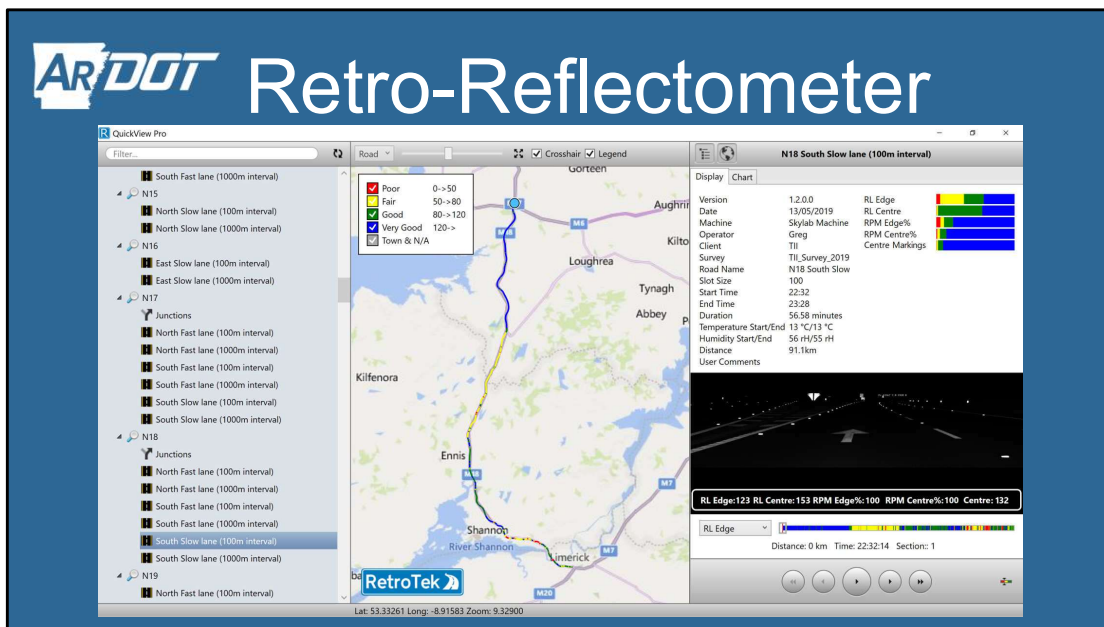 ARDOT
Retro-Reflectometer
R QuickView Pro
Filter...
South Fast lane (1000m interval)
N15
North Slow lane (100m interval)
North Slow lane (1000m interval)
N16
East Slow lane (100m interval)
East Slow lane (1000m interval)
N17
Junctions
North Fast lane (100m interval)
North Fast lane (1000m interval)
South Fast lane (100m interval)
South Fast lane (1000m interval)
South Slow lane (100m interval)
South Slow lane (1000m interval)
N18
Junctions
North Fast lane (100m interval)
North Fast lane (1000m interval)
South Fast lane (100m interval)
South Fast lane (1000m interval)
South Slow lane (100m interval)
South Slow lane (1000m interval)
N19
North Fast lane (100m interval)
Road
Crosshair
Legend
Poor 0->50
Fair 50->80
Good 80->120
Very Good 120->
Town & N/A
Gorteen
Aughrim
M6
M6
Kilto
Loughrea
Tynagh
Abbey
P
Kilfenora
Ennis
M18
M7
Shannon
River Shannon
Limerick
M7
ba
RetroTek
M20
Lat: 53.33261 Long: -8.91583 Zoom: 9.32900
N18 South Slow lane (100m interval)
Display Chart
Version 1.2.0.0
Date 13/05/2019
Machine Skylab Machine
Operator Greg
Client TII
Survey TII_Survey_2019
Road Name N18 South Slow
Slot Size 100
Start Time 22:32
End Time 23:28
Duration 56.58 minutes
Temperature Start/End 13 °C/13 °C
Humidity Start/End 56 rH/55 rH
Distance 91.1km
User Comments
RL Edge
RL Centre
RPM Edge%
RPM Centre%
Centre Markings
RL Edge:123 RL Centre:153 RPM Edge%:100 RPM Centre%:100 Centre:132
RL Edge
Distance: 0 km Time: 22:32:14 Section:: 1